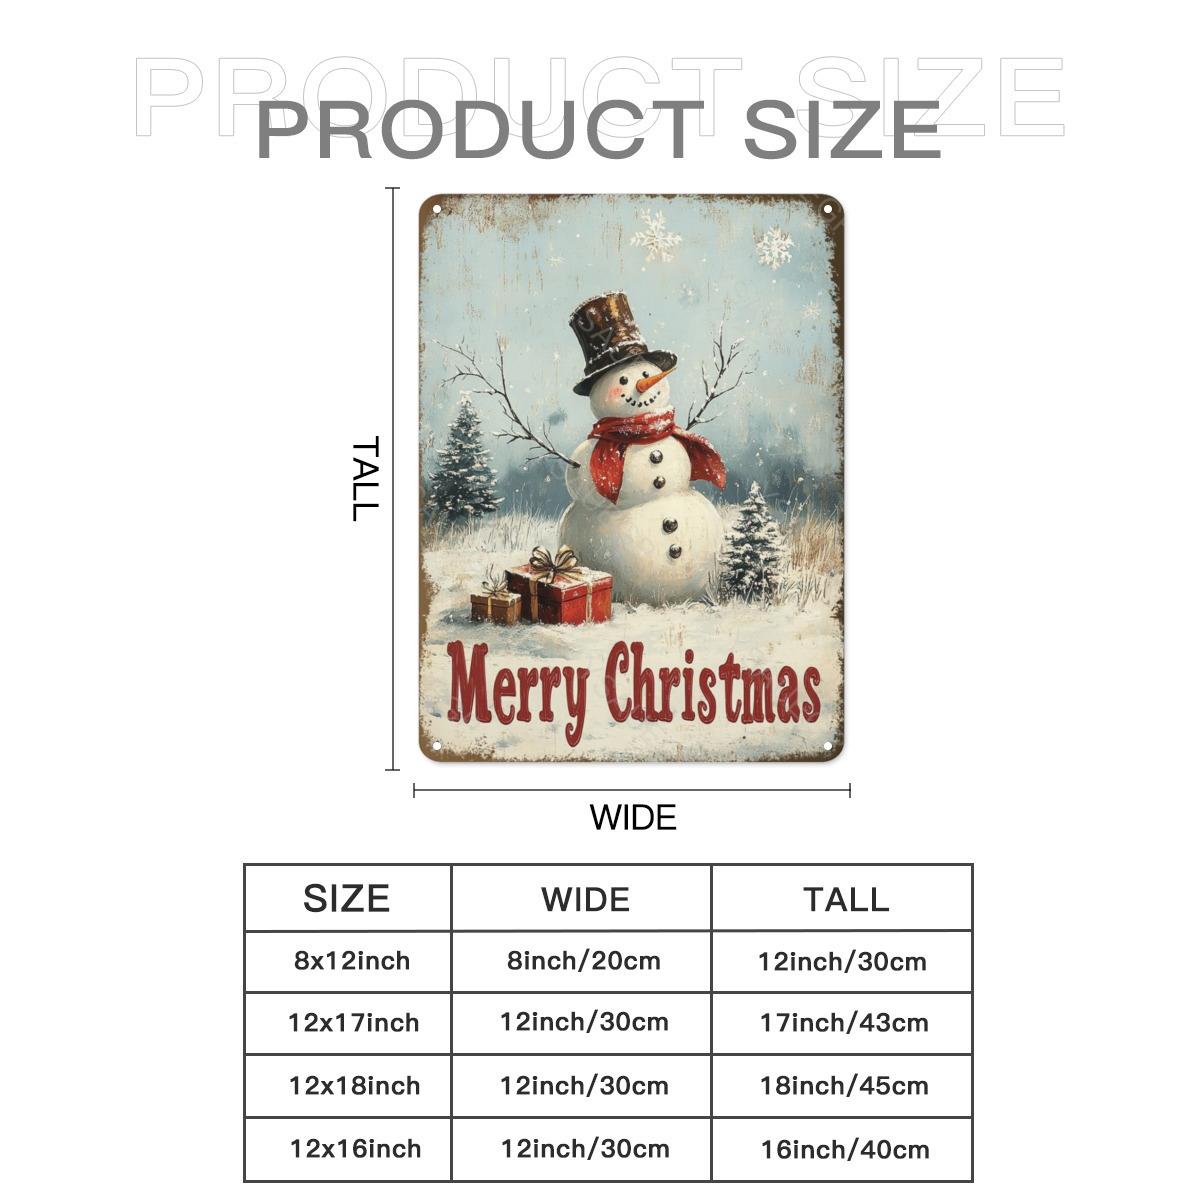 PRODUCT SIZE
PRODUCT SIZE
TALL
Merry Christmas
WIDE
SIZE WIDE TALL
8x12inch 8inch/20cm 12inch/30cm
12x17inch 12inch/30cm 17inch/43cm
12x18inch 12inch/30cm 18inch/45cm
12x16inch 12inch/30cm 16inch/40cm